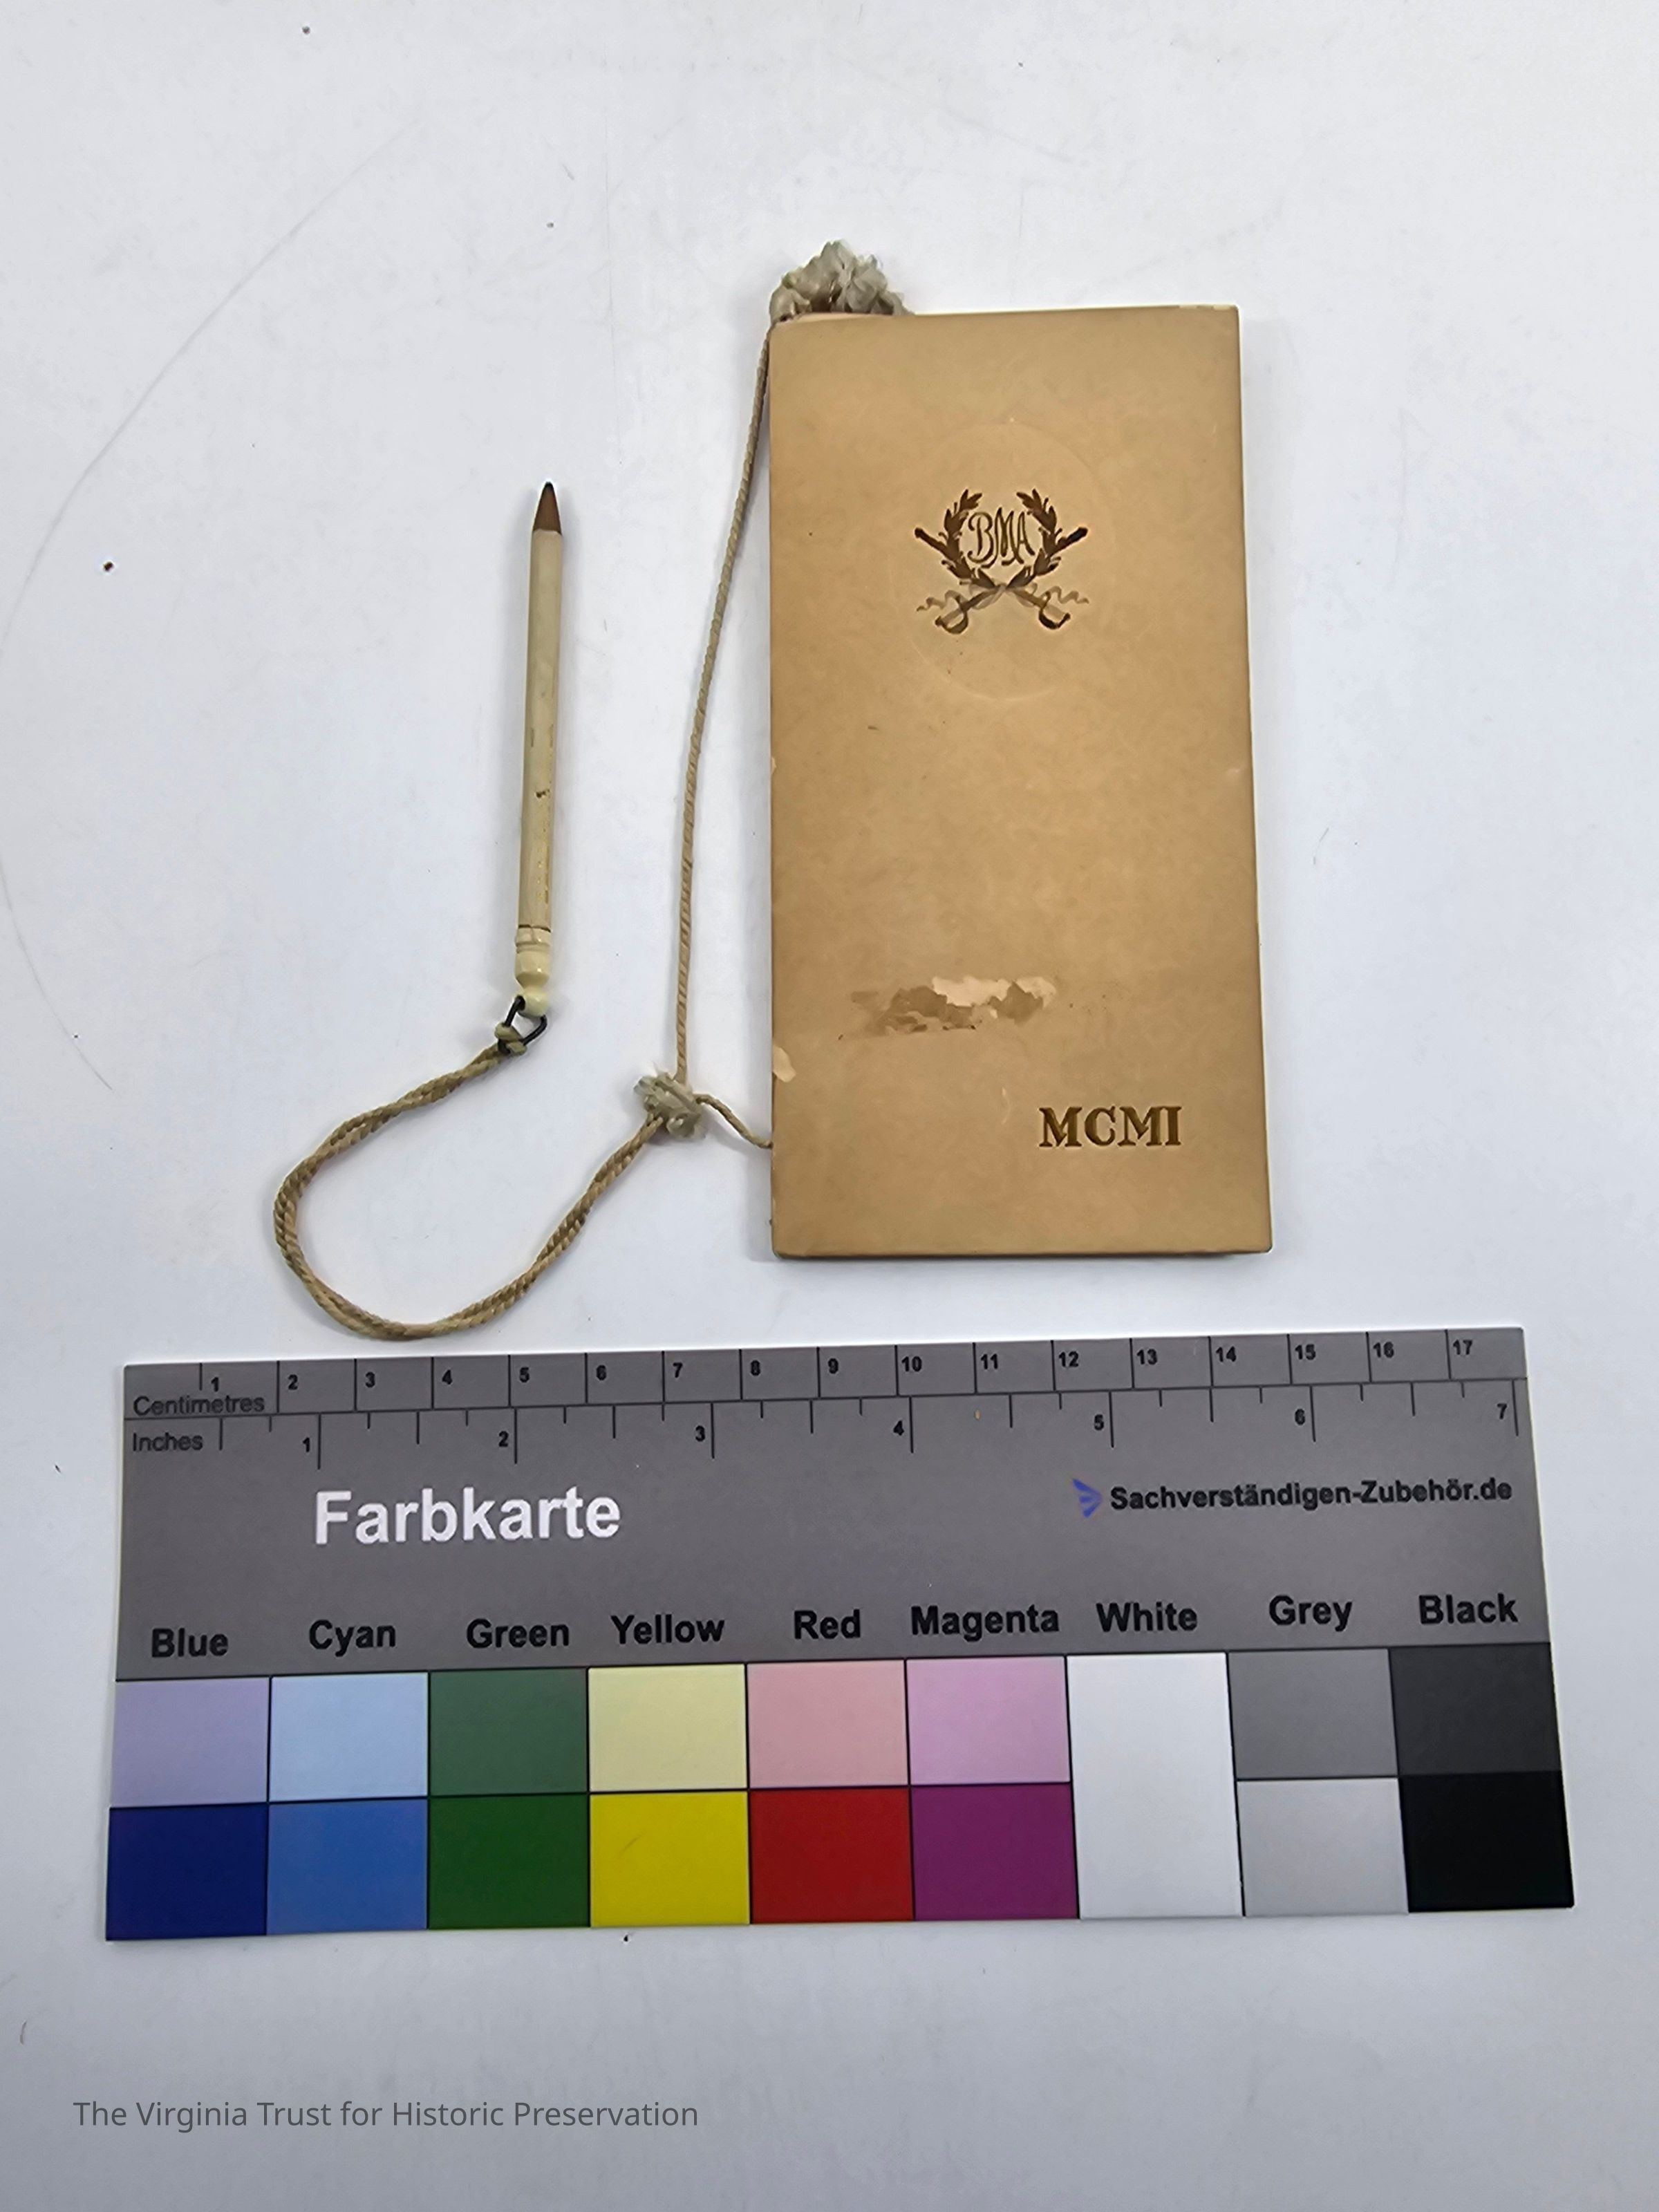 BMA
MCMI
1 2 3 4 5 6 7 8 9 10 11 12 13 14 15 16 17
Centimetres
Inches
1 2 3 4 5 6 7
Farbkarte
Sachverständigen-Zubehör.de
Blue Cyan Green Yellow Red Magenta White Grey Black
The Virginia Trust for Historic Preservation